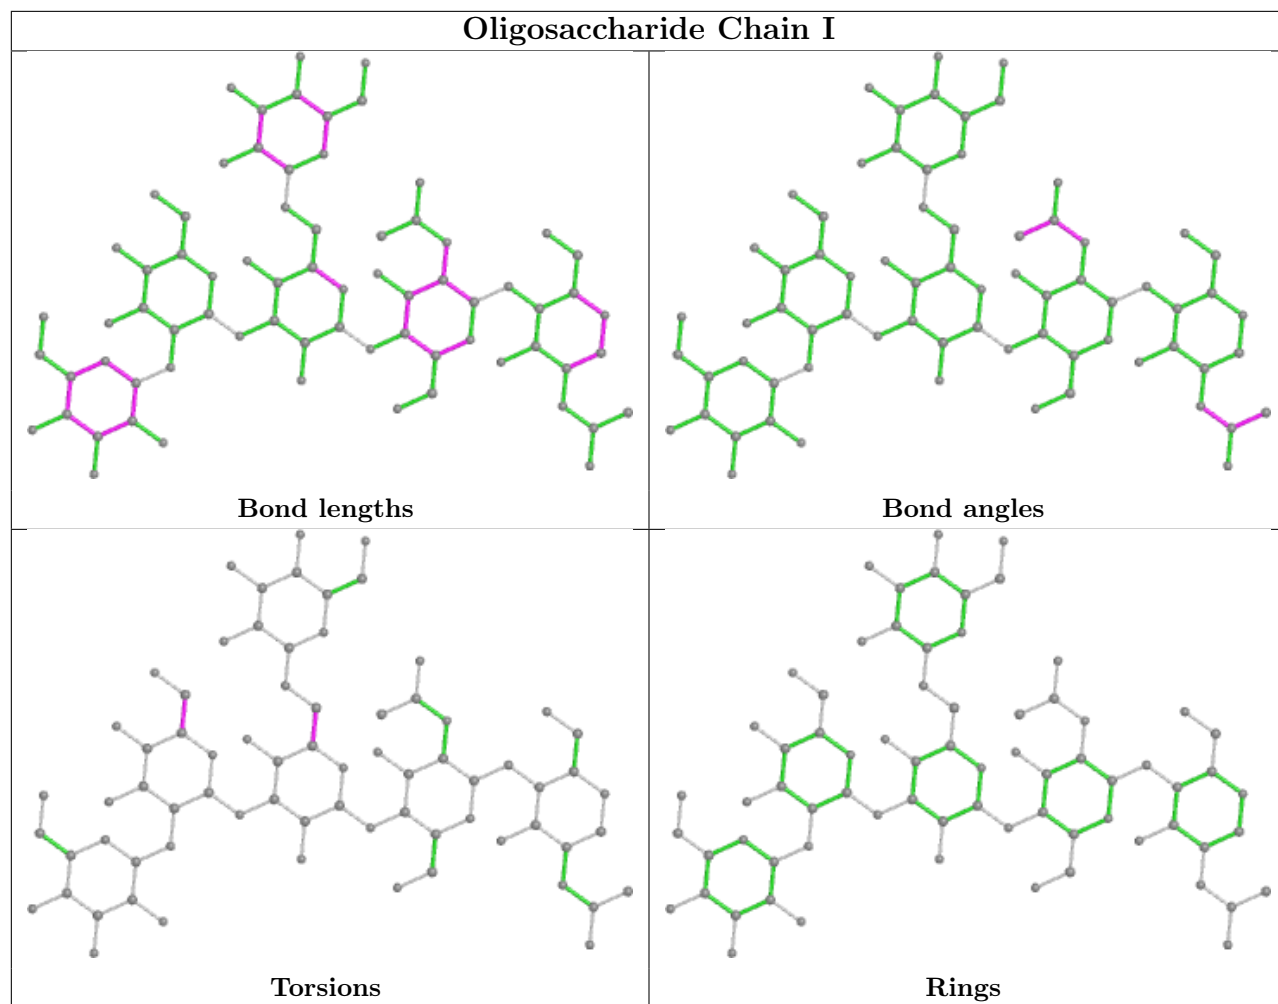 Oligosaccharide Chain I
Bond lengths
Bond angles
Torsions
Rings